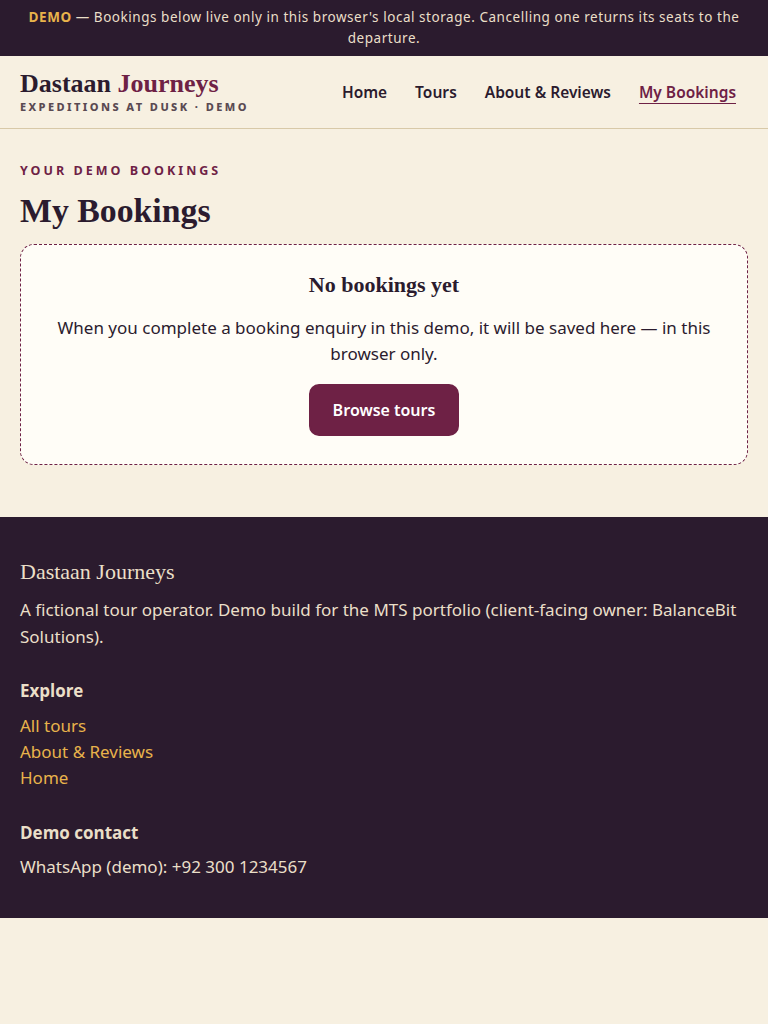 DEMO — Bookings below live only in this browser's local storage. Cancelling one returns its seats to the
departure.
Dastaan Journeys
EXPEDITIONS AT DUSK · DEMO
Home
Tours
About & Reviews
My Bookings
YOUR DEMO BOOKINGS
My Bookings
No bookings yet
When you complete a booking enquiry in this demo, it will be saved here — in this
browser only.
Browse tours
Dastaan Journeys
A fictional tour operator. Demo build for the MTS portfolio (client-facing owner: BalanceBit
Solutions).
Explore
All tours
About & Reviews
Home
Demo contact
WhatsApp (demo): +92 300 1234567